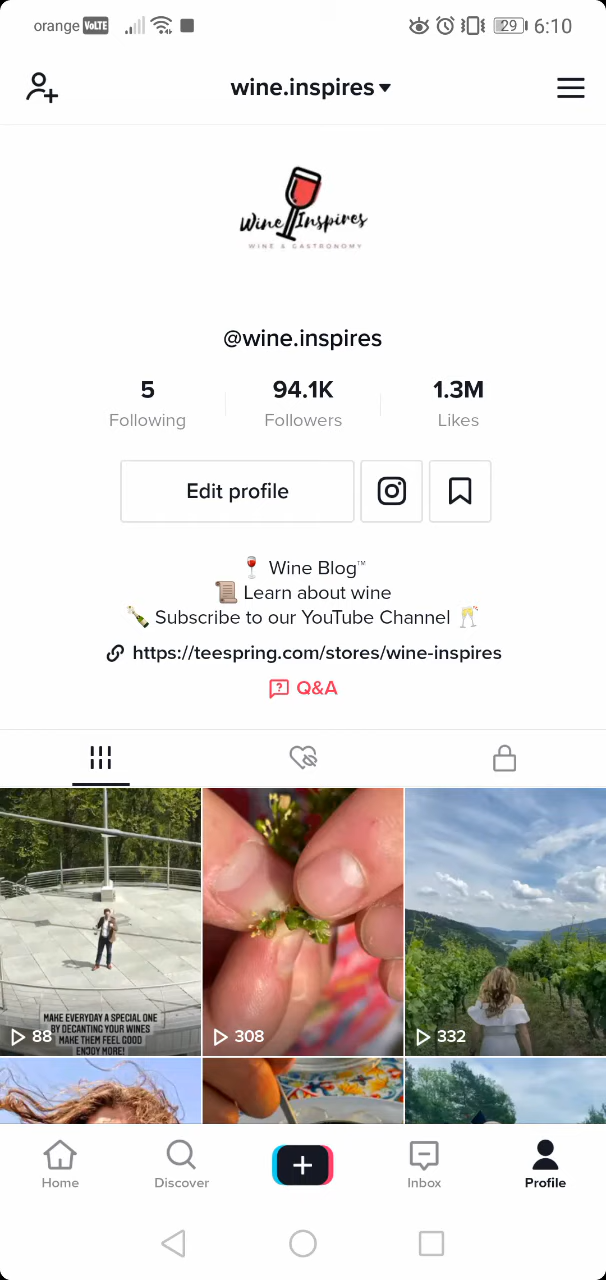 orange VoLTE 29 6:10
wine.inspires
Wine Inspires
WINE & GASTRONOMY
@wine.inspires
5 94.1K 1.3M
Following Followers Likes
Edit profile
🍷 Wine Blog™
📜 Learn about wine
🍾 Subscribe to our YouTube Channel 🥂
https://teespring.com/stores/wine-inspires
Q&A
MAKE EVERYDAY A SPECIAL ONE
BY DECANTING YOUR WINES
MAKE THEM FEEL GOOD
ENJOY MORE!
88 308 332
Home Discover Inbox Profile